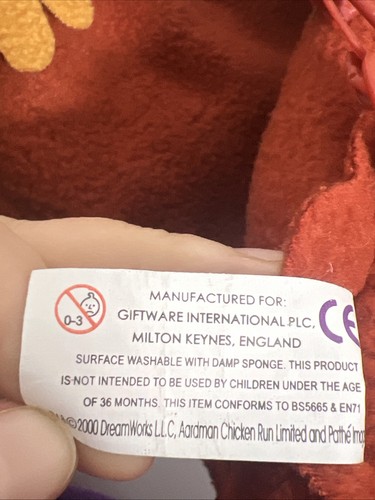 0-3
MANUFACTURED FOR:
GIFTWARE INTERNATIONAL PLC,
MILTON KEYNES, ENGLAND
CE
SURFACE WASHABLE WITH DAMP SPONGE. THIS PRODUCT
IS NOT INTENDED TO BE USED BY CHILDREN UNDER THE AGE
OF 36 MONTHS. THIS ITEM CONFORMS TO BS5665 & EN71
©2000 DreamWorks LLC, Aardman Chicken Run Limited and Pathé